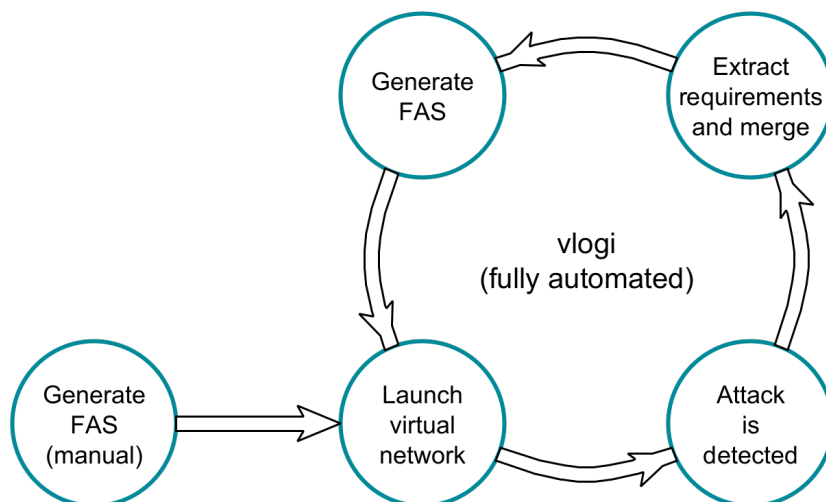 Generate
FAS
Extract
requirements
and merge
vlogi
(fully automated)
Generate
FAS
(manual)
Launch
virtual
network
Attack
is
detected